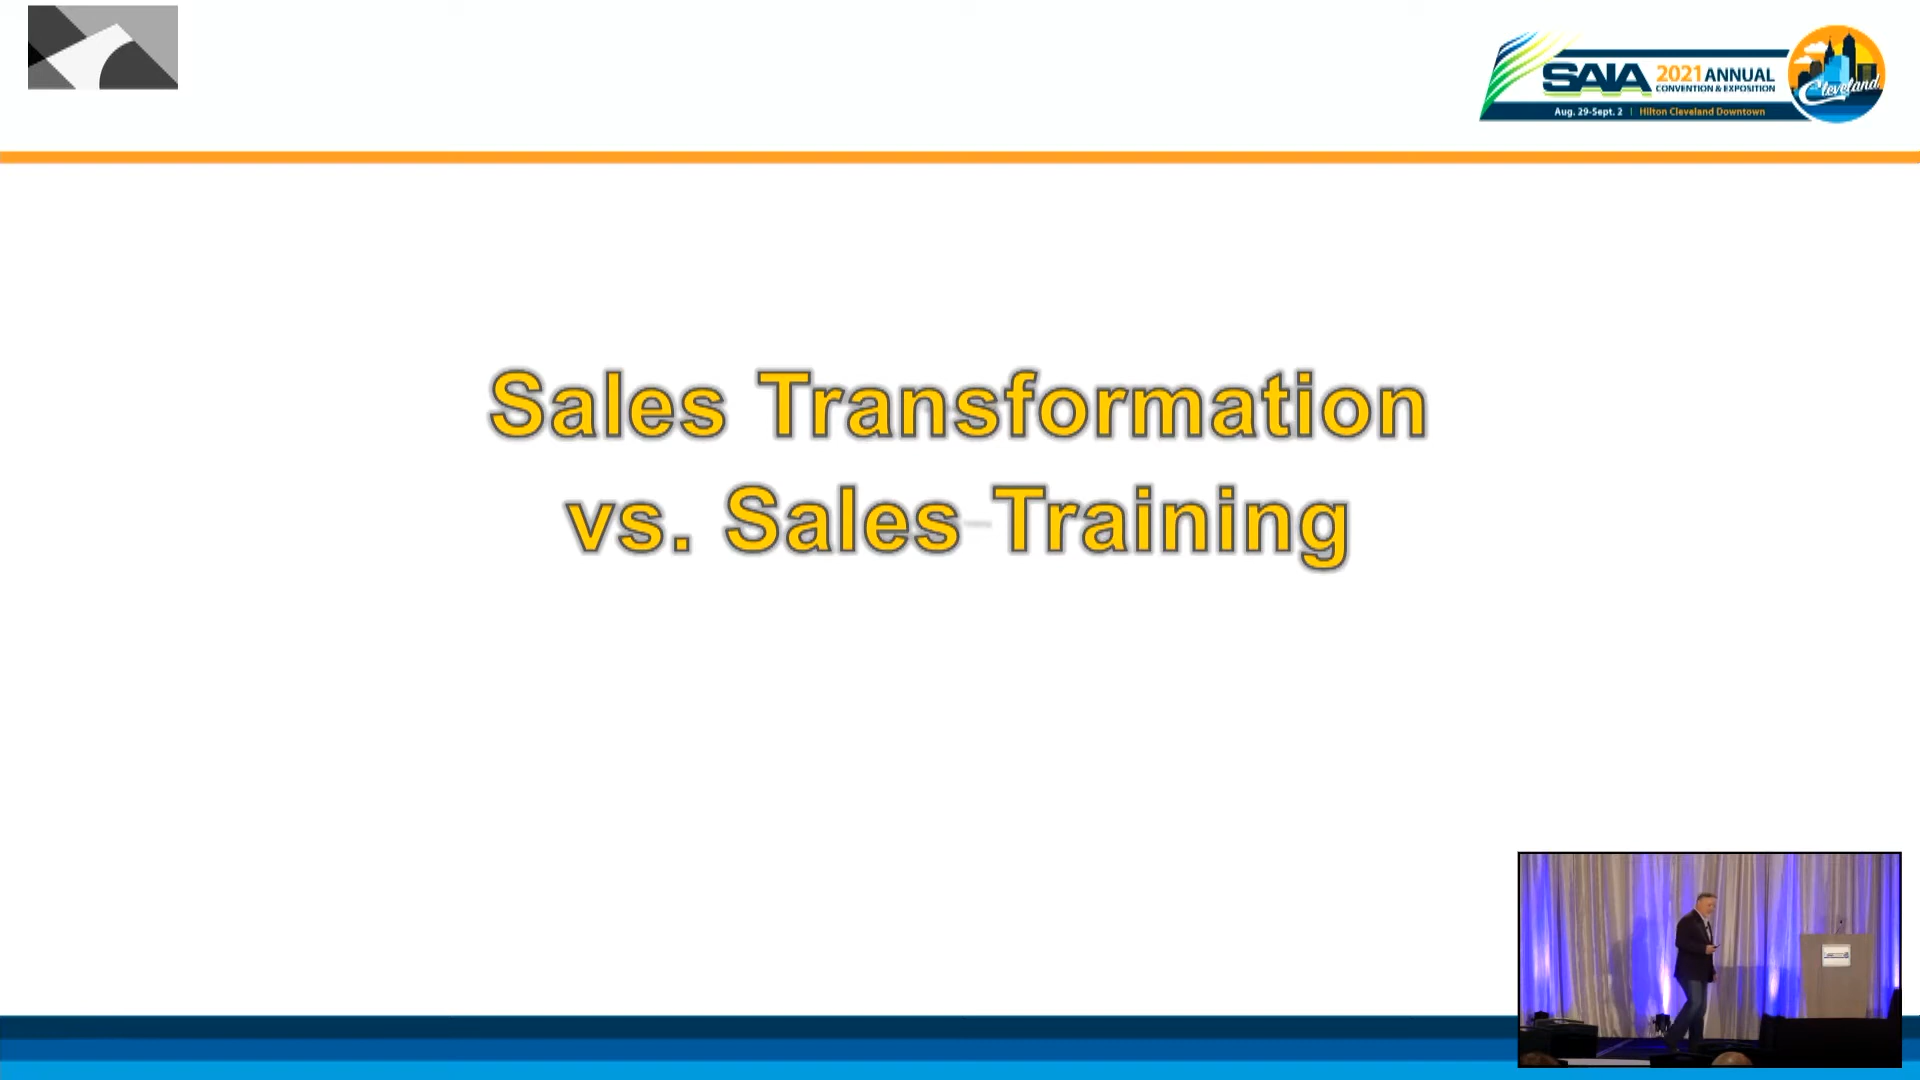 SAIA 2021 ANNUAL
CONVENTION & EXPOSITION
Aug. 29-Sept. 2 | Hilton Cleveland Downtown
Cleveland
Sales Transformation
vs. Sales Training